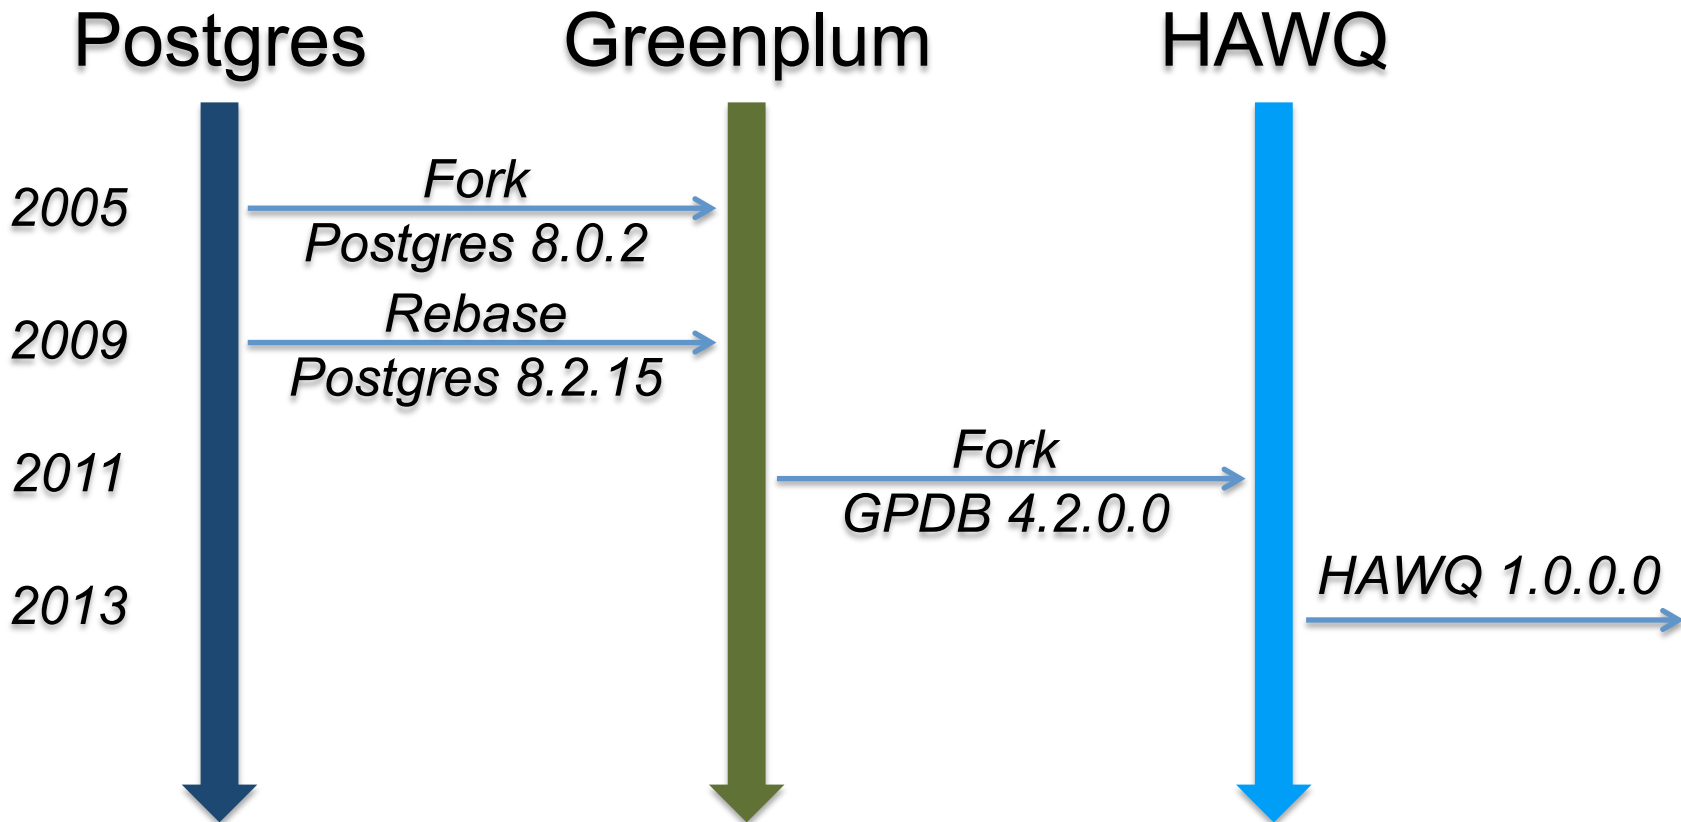 Postgres Greenplum HAWQ
2005
Fork
Postgres 8.0.2
2009
Rebase
Postgres 8.2.15
2011
Fork
GPDB 4.2.0.0
2013
HAWQ 1.0.0.0